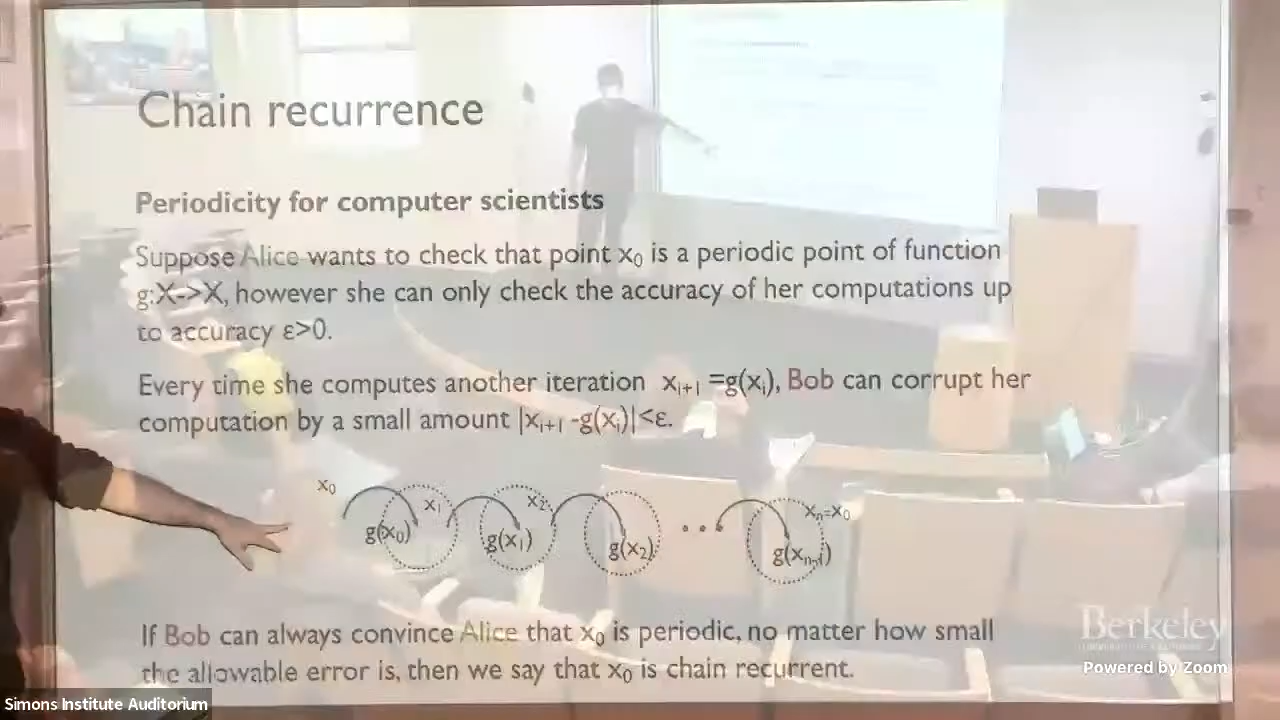 Chain recurrence
Periodicity for computer scientists
Suppose Alice wants to check that point x₀ is a periodic point of function
g:X->X, however she can only check the accuracy of her computations up
to accuracy ε>0.
Every time she computes another iteration xᵢ₊₁ =g(xᵢ), Bob can corrupt her
computation by a small amount |xᵢ₊₁ -g(xᵢ)|<ε.
x₀ x₁ x₂ xₙ=x₀
g(x₀) g(x₁) g(x₂) ... g(xₙ₋₁)
If Bob can always convince Alice that x₀ is periodic, no matter how small
the allowable error is, then we say that x₀ is chain recurrent.
Berkeley
Powered by Zoom
Simons Institute Auditorium